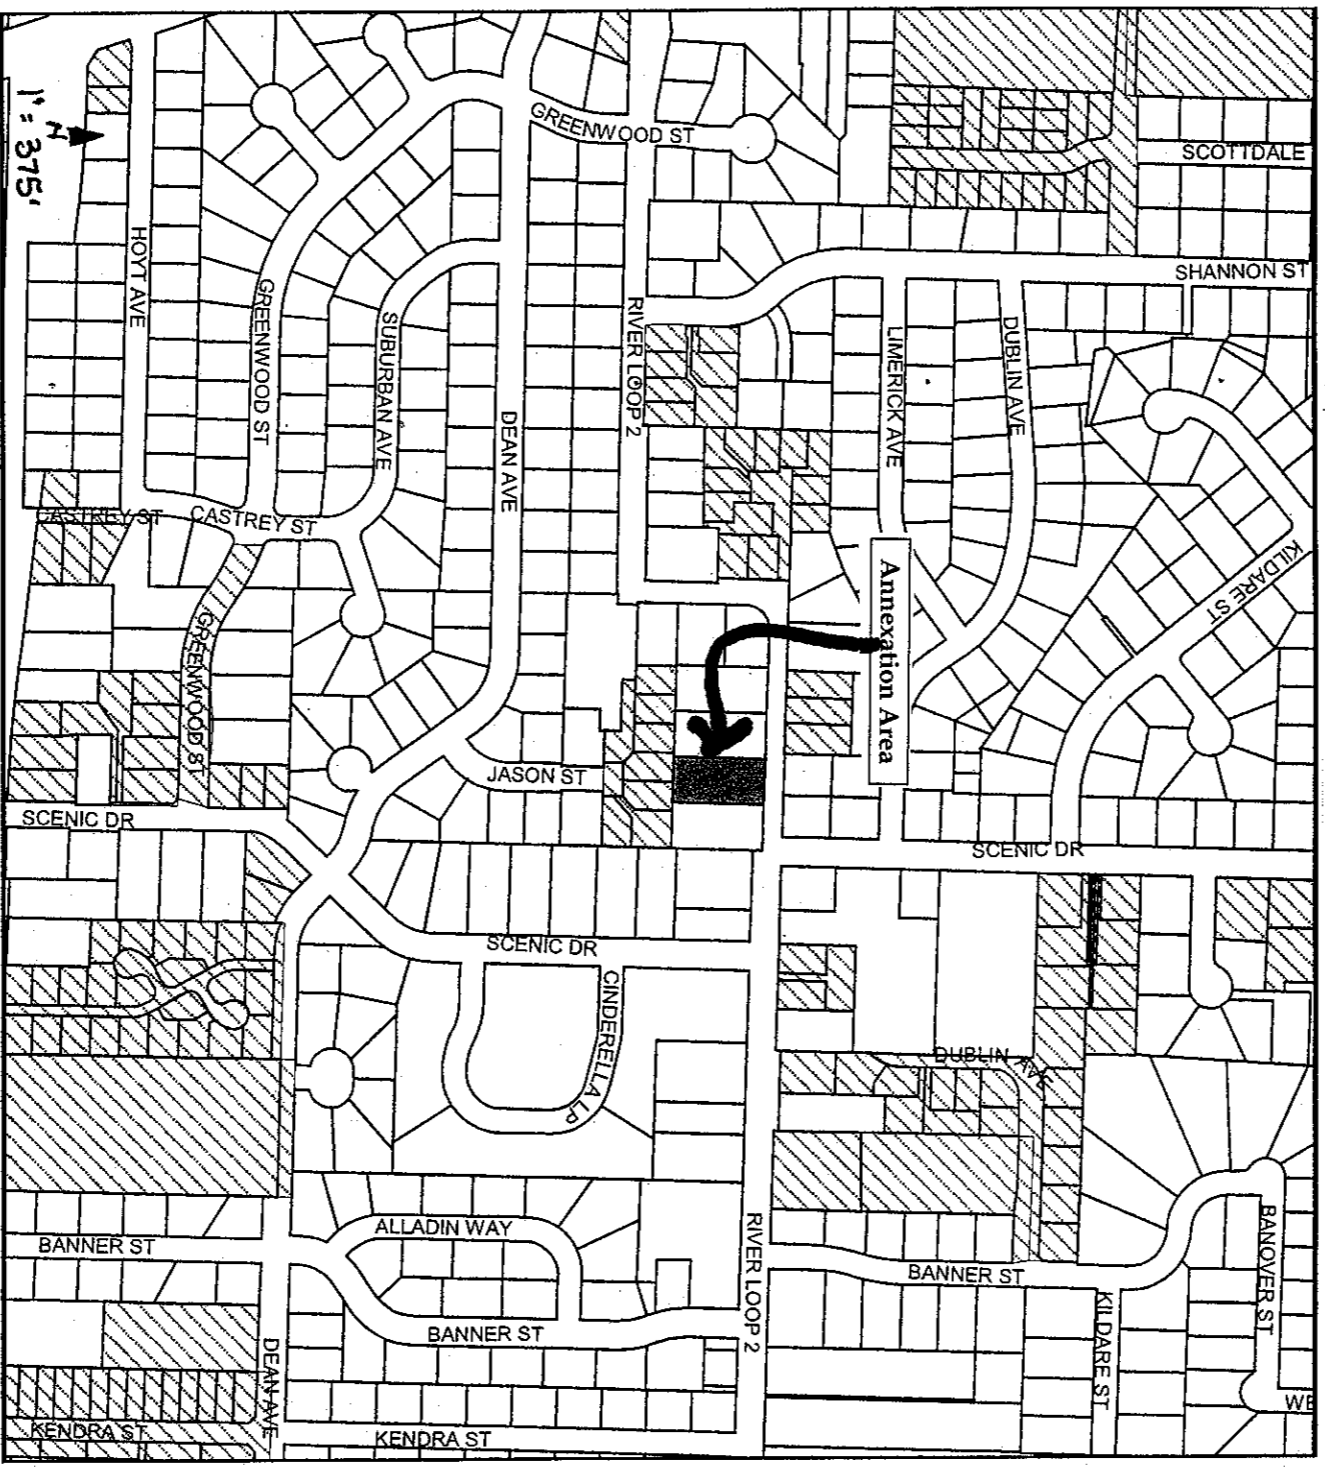 GREENWOOD ST
SCOTTDALE
1" = 375'
N
HOYT AVE
GREENWOOD ST
SUBURBAN AVE
DEAN AVE
RIVER LOOP 2
LIMERICK AVE
DUBLIN AVE
SHANNON ST
CASTREY ST
CASTREY ST
KILDARE ST
Annexation Area
GREENWOOD ST
JASON ST
SCENIC DR
SCENIC DR
SCENIC DR
CINDERELLA LP
DUBLIN AVE
ALLADIN WAY
BANNER ST
BANNER ST
BANNER ST
RIVER LOOP 2
BANOVER ST
KILDARE ST
DEAN AVE
WE
KENDRA ST
KENDRA ST